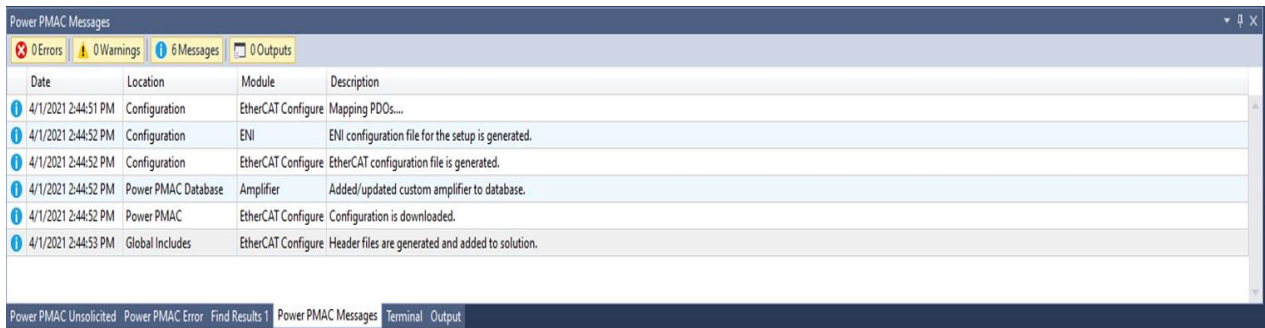 Power PMAC Messages
0 Errors 0 Warnings 6 Messages 0 Outputs
Date Location Module Description
4/1/2021 2:44:51 PM Configuration EtherCAT Configure Mapping PDOs....
4/1/2021 2:44:52 PM Configuration ENI ENI configuration file for the setup is generated.
4/1/2021 2:44:52 PM Configuration EtherCAT Configure EtherCAT configuration file is generated.
4/1/2021 2:44:52 PM Power PMAC Database Amplifier Added/updated custom amplifier to database.
4/1/2021 2:44:52 PM Power PMAC EtherCAT Configure Configuration is downloaded.
4/1/2021 2:44:53 PM Global Includes EtherCAT Configure Header files are generated and added to solution.
Power PMAC Unsolicited Power PMAC Error Find Results 1 Power PMAC Messages Terminal Output